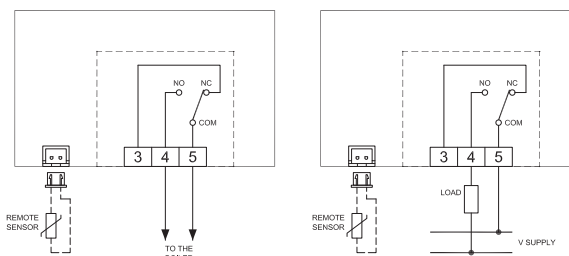 NO NC
COM
3 4 5
REMOTE
SENSOR
TO THE
NO NC
COM
3 4 5
LOAD
REMOTE
SENSOR
V SUPPLY